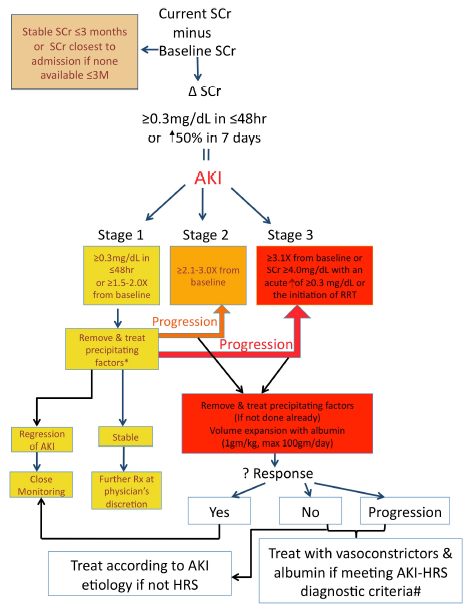 Current SCr
minus
Baseline SCr
Stable SCr ≤3 months
or SCr closest to
admission if none
available ≤3M
Δ SCr
≥0.3mg/dL in ≤48hr
or ↑50% in 7 days
=
AKI
Stage 1
Stage 2
Stage 3
≥0.3mg/dL in
≤48hr
or ≥1.5-2.0X
from baseline
≥2.1-3.0X from
baseline
≥3.1X from baseline or
SCr ≥4.0mg/dL with an
acute↑of ≥0.3 mg/dL or
the initiation of RRT
Progression
Progression
Remove & treat
precipitating
factors*
Remove & treat precipitating factors
(If not done already)
Volume expansion with albumin
(1gm/kg, max 100gm/day)
Regression
of AKI
Stable
Close
Monitoring
Further Rx at
physician's
discretion
? Response
Yes
No
Progression
Treat according to AKI
etiology if not HRS
Treat with vasoconstrictors &
albumin if meeting AKI-HRS
diagnostic criteria#